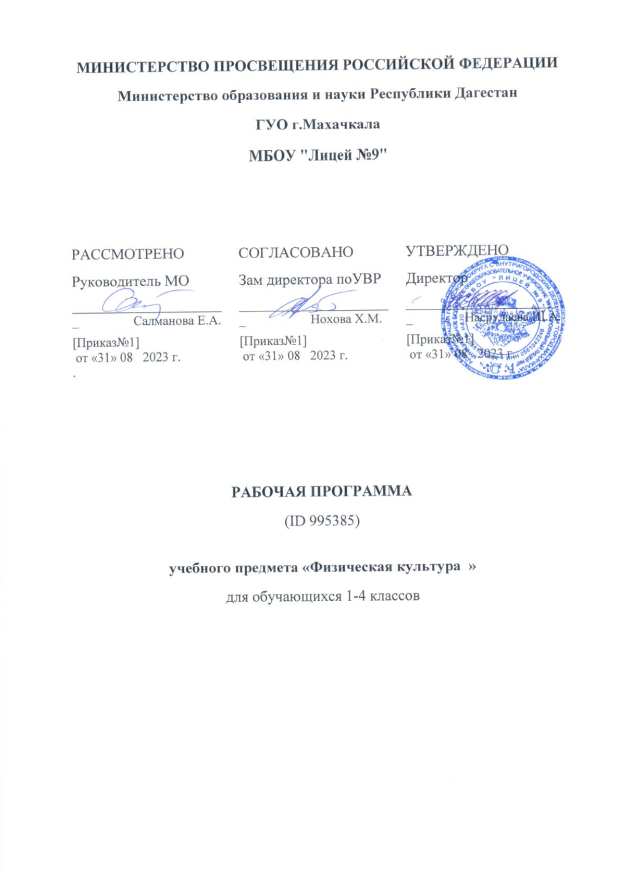 МИНИСТЕРСТВО ПРОСВЕЩЕНИЯ РОССИЙСКОЙ ФЕДЕРАЦИИ
Министерство образования и науки Республики Дагестан
ГУО г.Махачкала
МБОУ "Лицей №9"
РАССМОТРЕНО
Руководитель МО
_ Салманова Е.А.
[Приказ№1]
от «31» 08 2023 г.
.
СОГЛАСОВАНО
Зам директора поУВР
_ Нохова Х.М.
[Приказ№1]
от «31» 08 2023 г.
УТВЕРЖДЕНО
Директор
_
[Приказ№1]
от «31» 08 2023 г.
РАБОЧАЯ ПРОГРАММА
(ID 995385)
учебного предмета «Физическая культура »
для обучающихся 1-4 классов